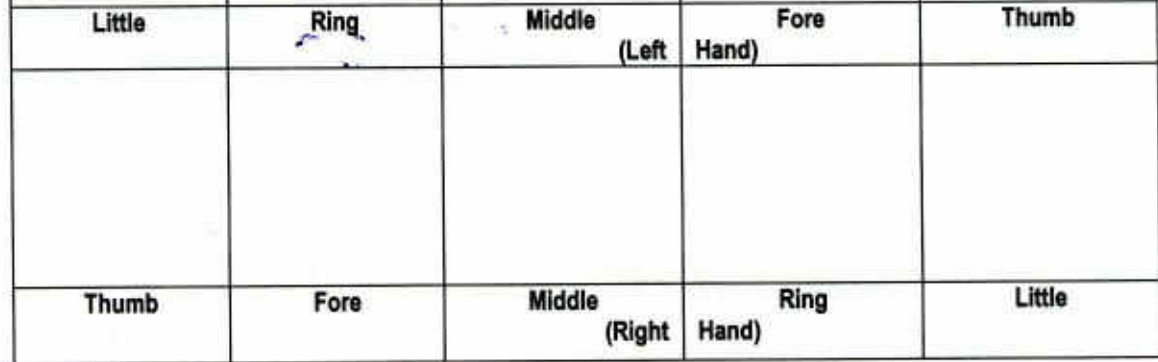 Little Ring Middle Fore Thumb
(Left Hand)
Thumb Fore Middle Ring Little
(Right Hand)